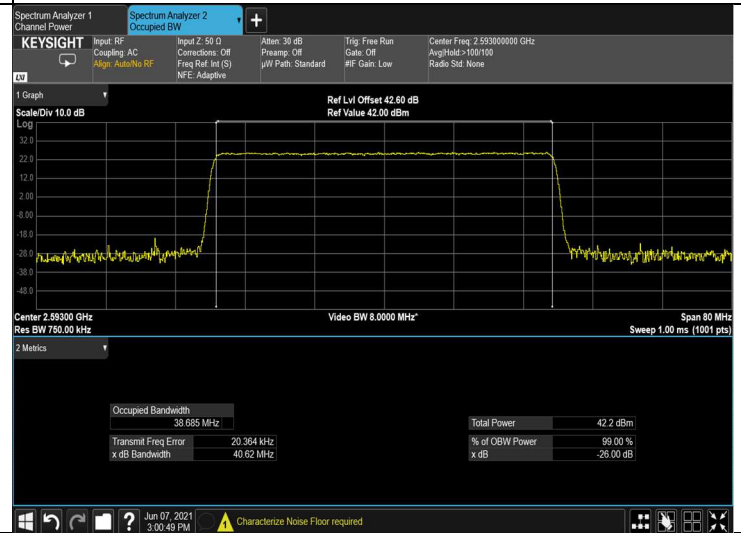 Spectrum Analyzer 1
Channel Power
Spectrum Analyzer 2
Occupied BW
+
KEYSIGHT
LXI
Input: RF
Coupling: AC
Align: Auto/No RF
Input Z: 50 Ω
Corrections: Off
Freq Ref: Int (S)
NFE: Adaptive
Atten: 30 dB
Preamp: Off
µW Path: Standard
Trig: Free Run
Gate: Off
#IF Gain: Low
Center Freq: 2.593000000 GHz
Avg|Hold:>100/100
Radio Std: None
1 Graph
Scale/Div 10.0 dB
Ref Lvl Offset 42.60 dB
Ref Value 42.00 dBm
Log
32.0
22.0
12.0
2.00
-8.00
-18.0
-28.0
-38.0
-48.0
Center 2.59300 GHz
Video BW 8.0000 MHz*
Span 80 MHz
Res BW 750.00 kHz
Sweep 1.00 ms (1001 pts)
2 Metrics
Occupied Bandwidth
38.685 MHz
Total Power 42.2 dBm
Transmit Freq Error 20.364 kHz
% of OBW Power 99.00 %
x dB Bandwidth 40.62 MHz
x dB -26.00 dB
?
Jun 07, 2021
3:00:49 PM
1
Characterize Noise Floor required